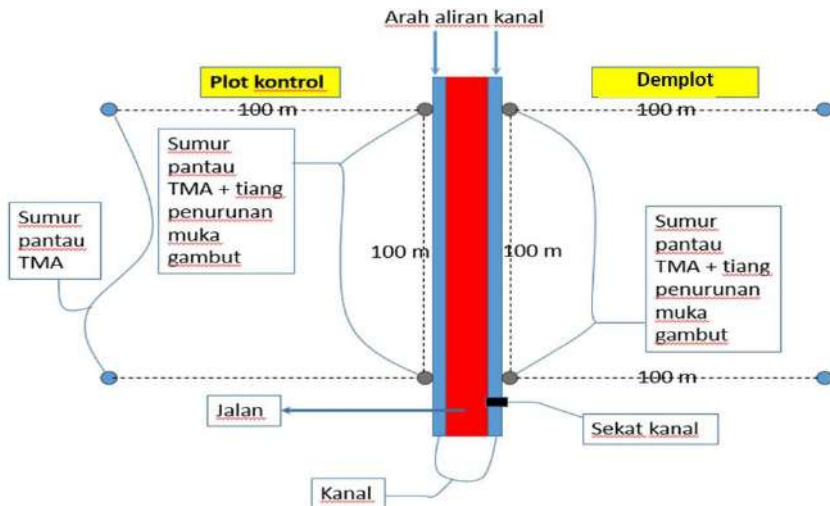 Arah aliran kanal
Plot kontrol
Demplot
100 m
100 m
Sumur
pantau
TMA + tiang
penurunan
muka
gambut
Sumur
pantau
TMA
100 m
100 m
Sumur
pantau
TMA + tiang
penurunan
muka
gambut
100 m
Jalan
Sekat kanal
Kanal